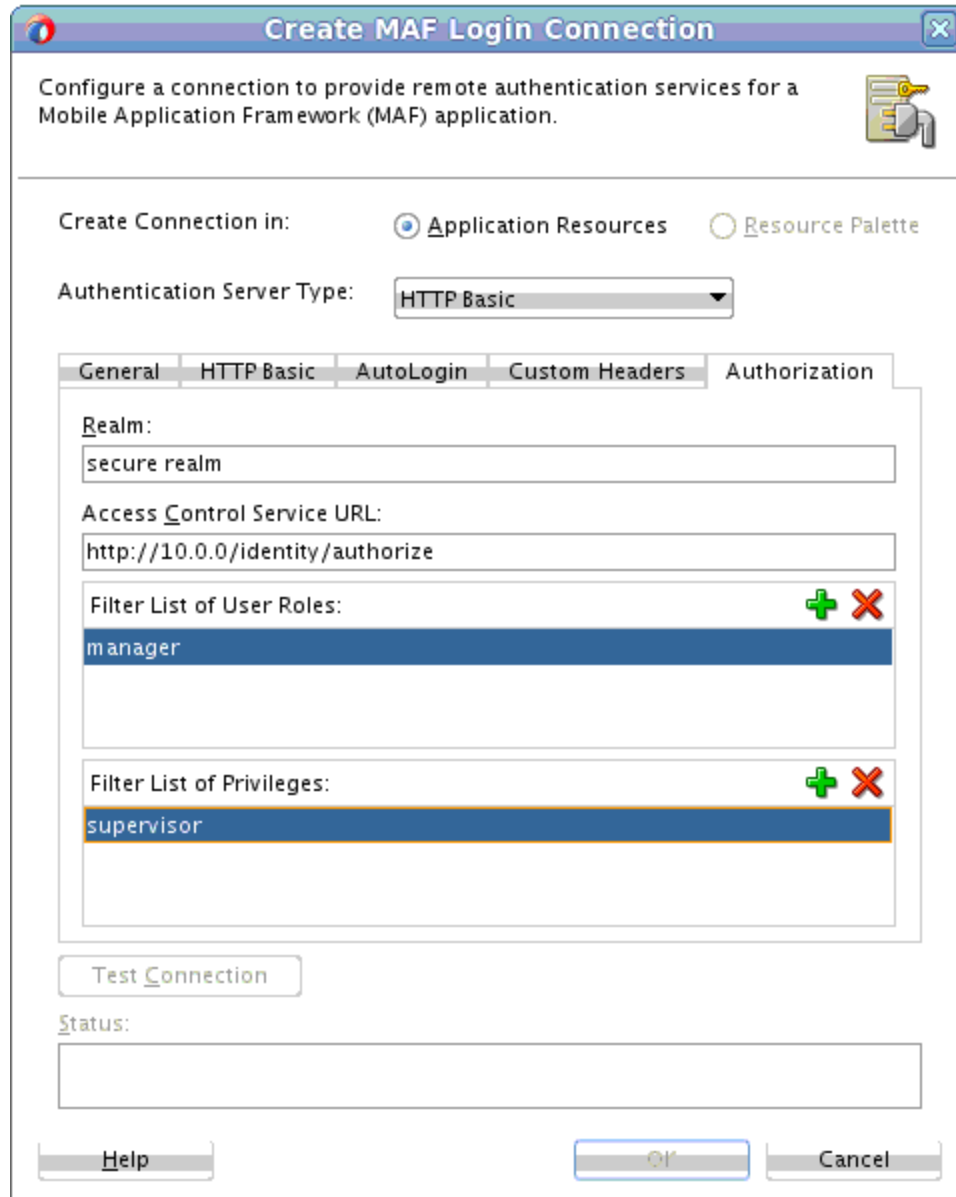 Create MAF Login Connection
Configure a connection to provide remote authentication services for a
Mobile Application Framework (MAF) application.
Create Connection in: Application Resources Resource Palette
Authentication Server Type: HTTP Basic
General HTTP Basic AutoLogin Custom Headers Authorization
Realm:
secure realm
Access Control Service URL:
http://10.0.0/identity/authorize
Filter List of User Roles:
manager
Filter List of Privileges:
supervisor
Test Connection
Status:
Help OK Cancel